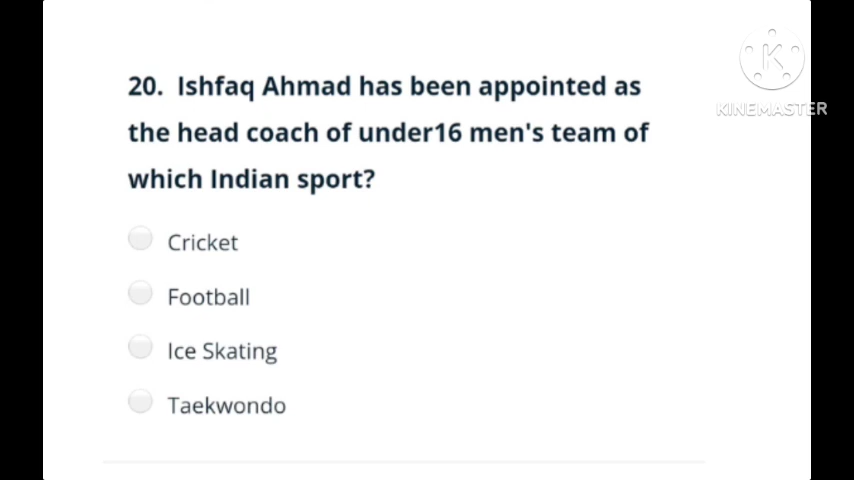 KINEMASTER
20. Ishfaq Ahmad has been appointed as
the head coach of under16 men's team of
which Indian sport?
Cricket
Football
Ice Skating
Taekwondo